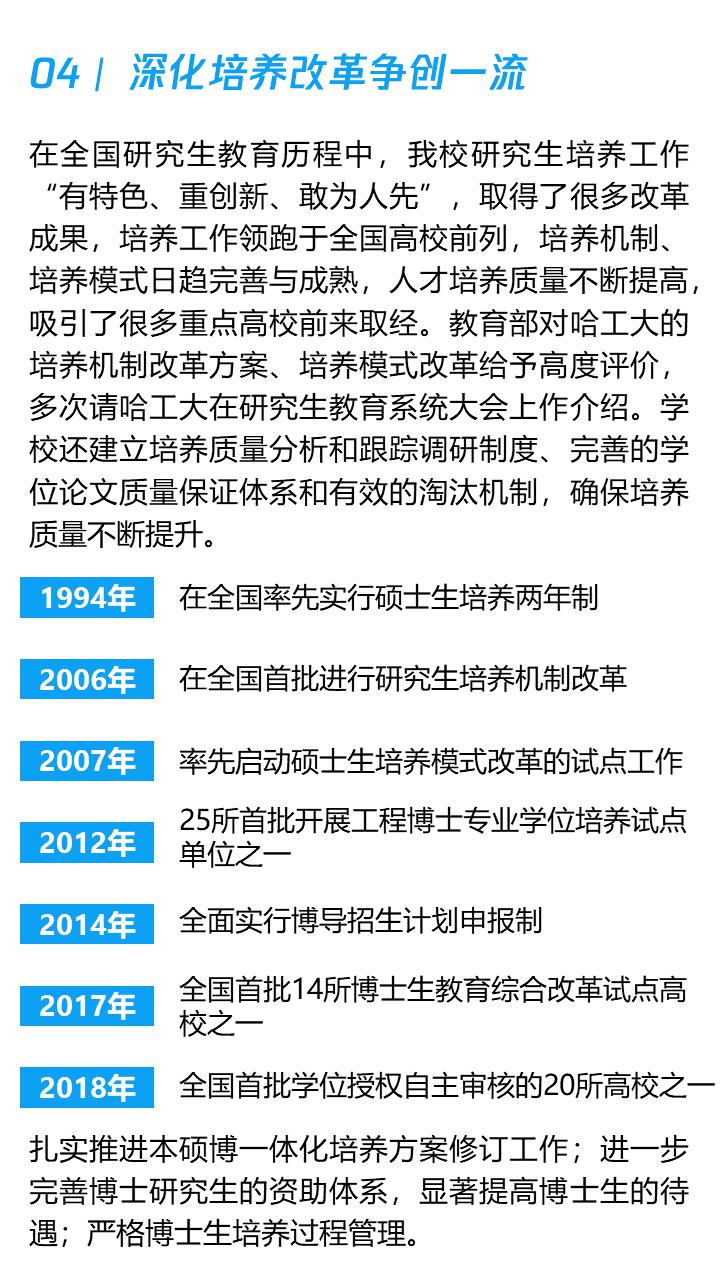 04 | 深化培养改革争创一流
在全国研究生教育历程中，我校研究生培养工作
“有特色、重创新、敢为人先”，取得了很多改革
成果，培养工作领跑于全国高校前列，培养机制、
培养模式日趋完善与成熟，人才培养质量不断提高，
吸引了很多重点高校前来取经。教育部对哈工大的
培养机制改革方案、培养模式改革给予高度评价，
多次请哈工大在研究生教育系统大会上作介绍。学
校还建立培养质量分析和跟踪调研制度、完善的学
位论文质量保证体系和有效的淘汰机制，确保培养
质量不断提升。
1994年 在全国率先实行硕士生培养两年制
2006年 在全国首批进行研究生培养机制改革
2007年 率先启动硕士生培养模式改革的试点工作
2012年 25所首批开展工程博士专业学位培养试点
单位之一
2014年 全面实行博导招生计划申报制
2017年 全国首批14所博士生教育综合改革试点高
校之一
2018年 全国首批学位授权自主审核的20所高校之一
扎实推进本硕博一体化培养方案修订工作；进一步
完善博士研究生的资助体系，显著提高博士生的待
遇；严格博士生培养过程管理。